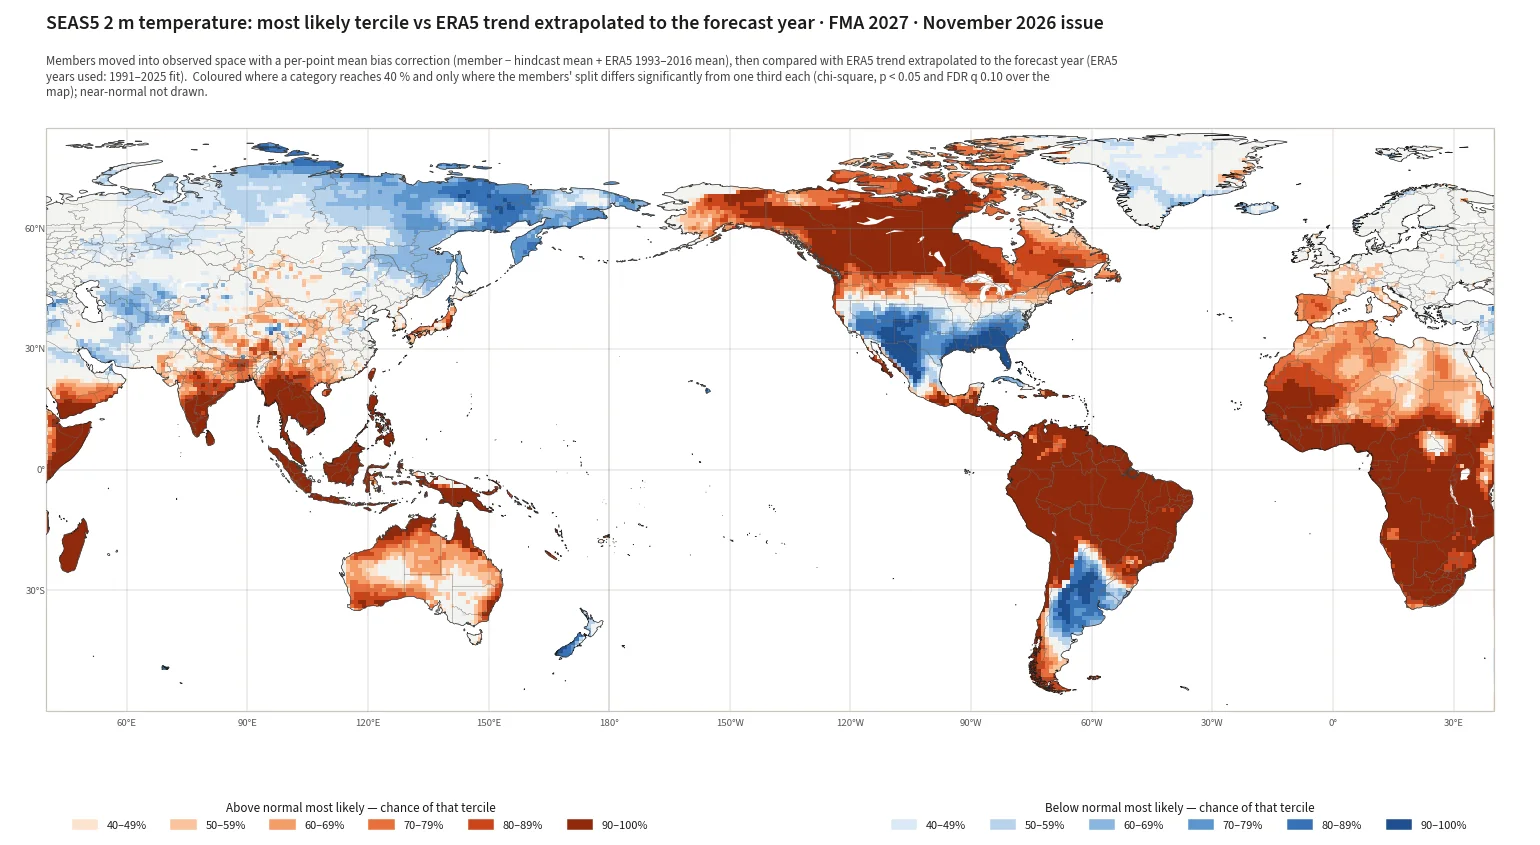 SEAS5 2 m temperature: most likely tercile vs ERA5 trend extrapolated to the forecast year · FMA 2027 · November 2026 issue
Members moved into observed space with a per-point mean bias correction (member − hindcast mean + ERA5 1993–2016 mean), then compared with ERA5 trend extrapolated to the forecast year (ERA5
years used: 1991–2025 fit). Coloured where a category reaches 40 % and only where the members' split differs significantly from one third each (chi-square, p < 0.05 and FDR q 0.10 over the
map); near-normal not drawn.
60°N
30°N
0°
30°S
60°E 90°E 120°E 150°E 180° 150°W 120°W 90°W 60°W 30°W 0° 30°E
Above normal most likely — chance of that tercile
40–49% 50–59% 60–69% 70–79% 80–89% 90–100%
Below normal most likely — chance of that tercile
40–49% 50–59% 60–69% 70–79% 80–89% 90–100%